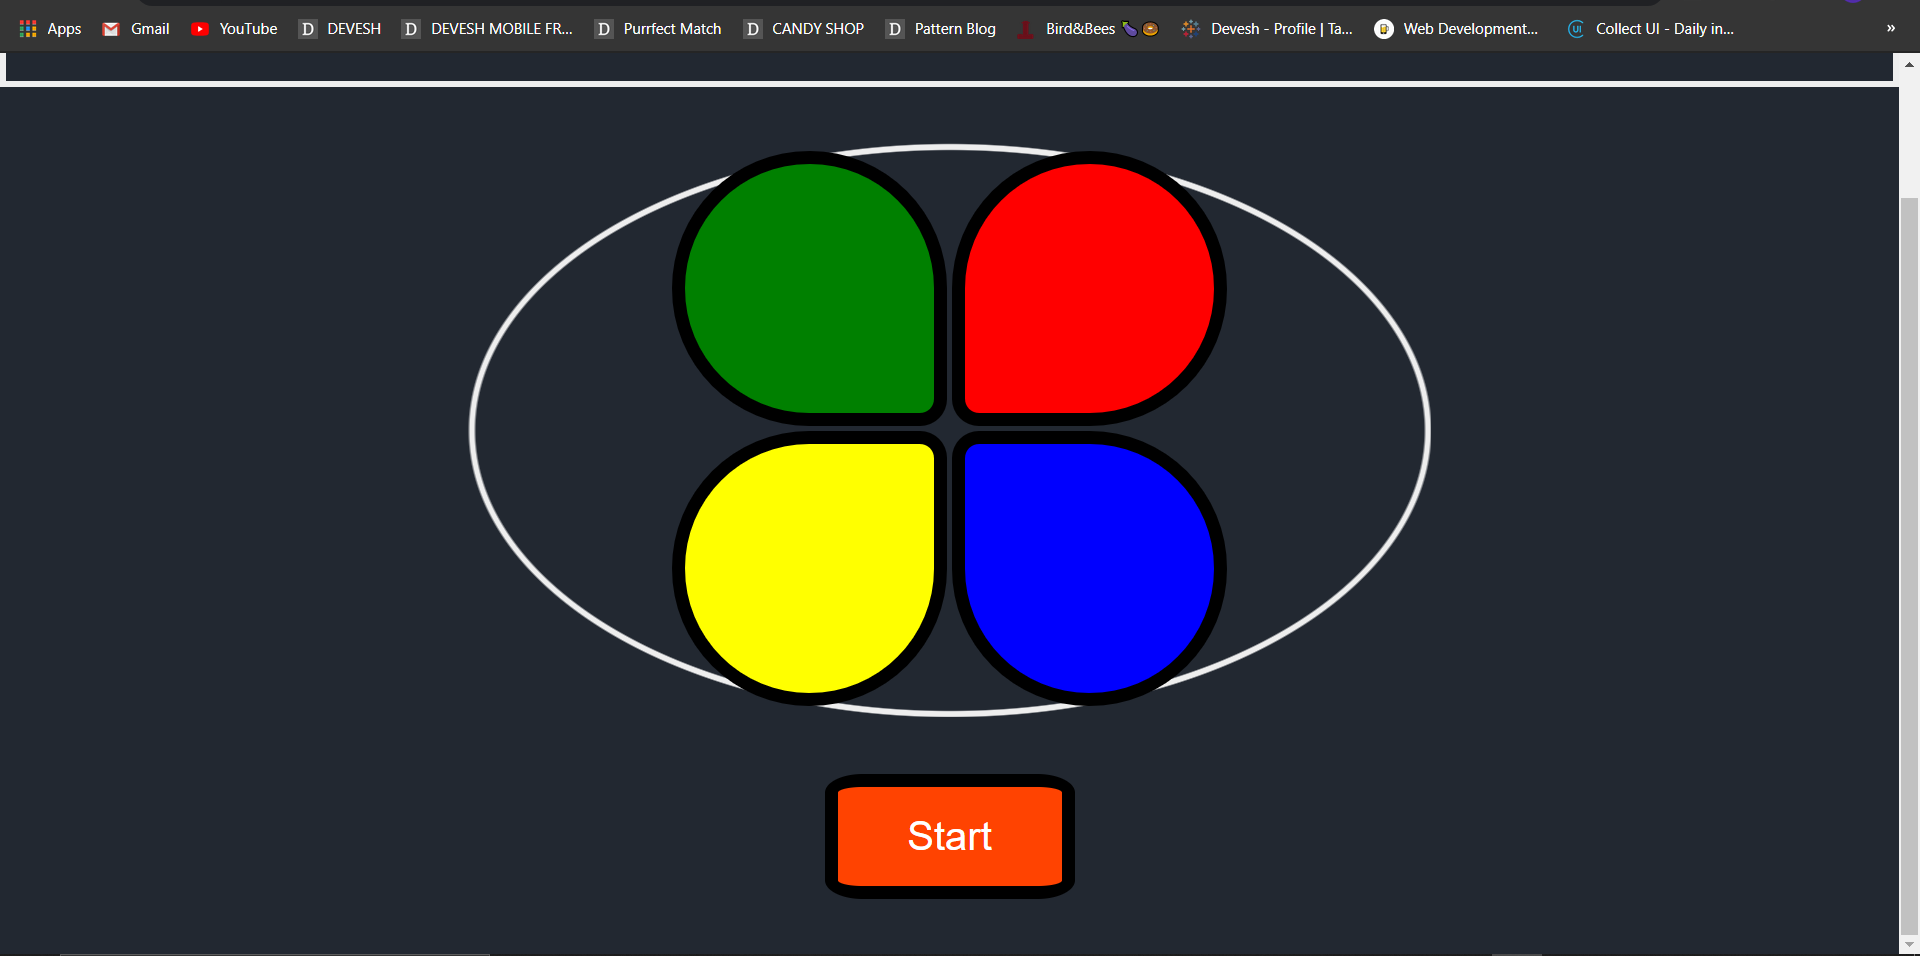 Apps Gmail YouTube D DEVESH D DEVESH MOBILE FR... D Purrfect Match D CANDY SHOP D Pattern Blog Bird&Bees Devesh - Profile | Ta... Web Development... UI Collect UI - Daily in... »
Start